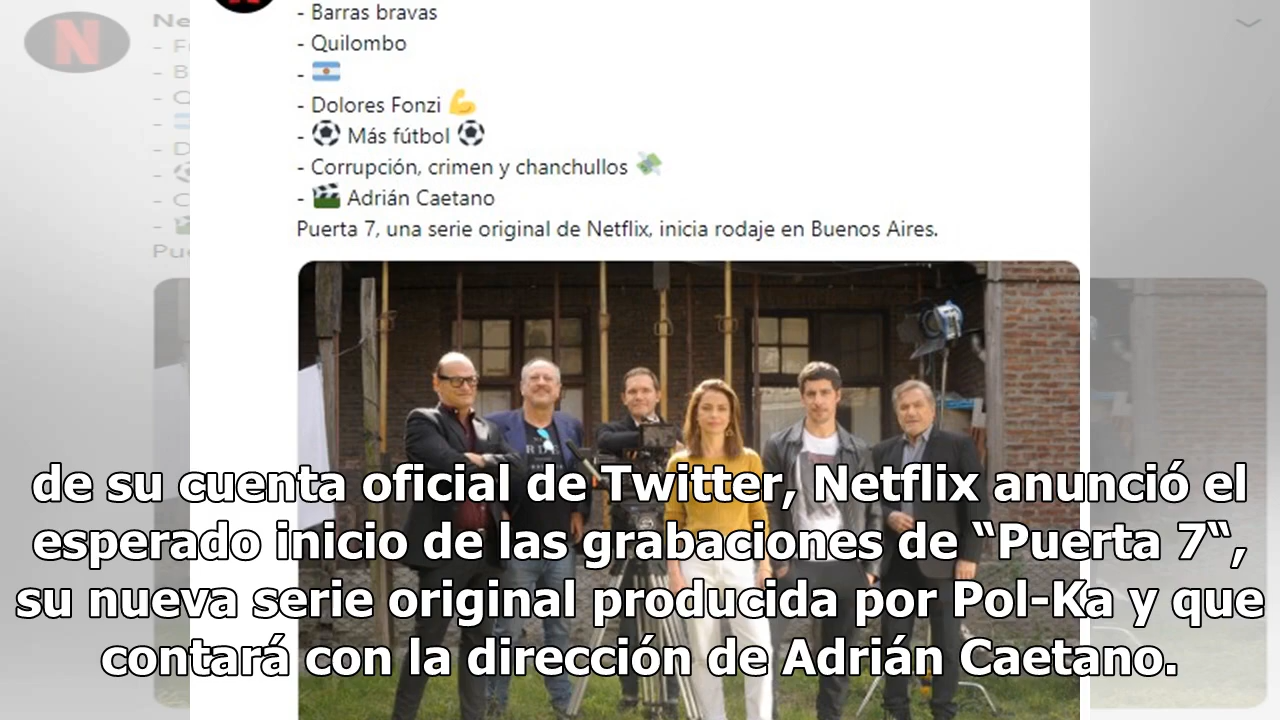 - Barras bravas
- Quilombo
- 🇦🇷
- Dolores Fonzi 💪
- ⚽ Más fútbol ⚽
- Corrupción, crimen y chanchullos 💸
- 🎬 Adrián Caetano
Puerta 7, una serie original de Netflix, inicia rodaje en Buenos Aires.
de su cuenta oficial de Twitter, Netflix anunció el
esperado inicio de las grabaciones de “Puerta 7“,
su nueva serie original producida por Pol-Ka y que
contará con la dirección de Adrián Caetano.